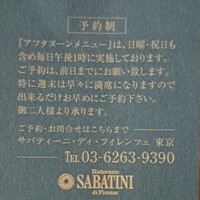 予約制
『アフタヌーンメニュー』は、日曜・祝日も
含め毎日午後1時に実施しております。
ご予約は、前日までにお願い致します。
特に週末は早々に満席になりますので
出来るだけお早めにご予約下さい。
御二人様より承ります。
ご予約・お問合せはこちらまで
サバティーニ・ディ・フィレンツェ 東京
TEL 03-6263-9390
Ristorante
SABATINI
di Firenze